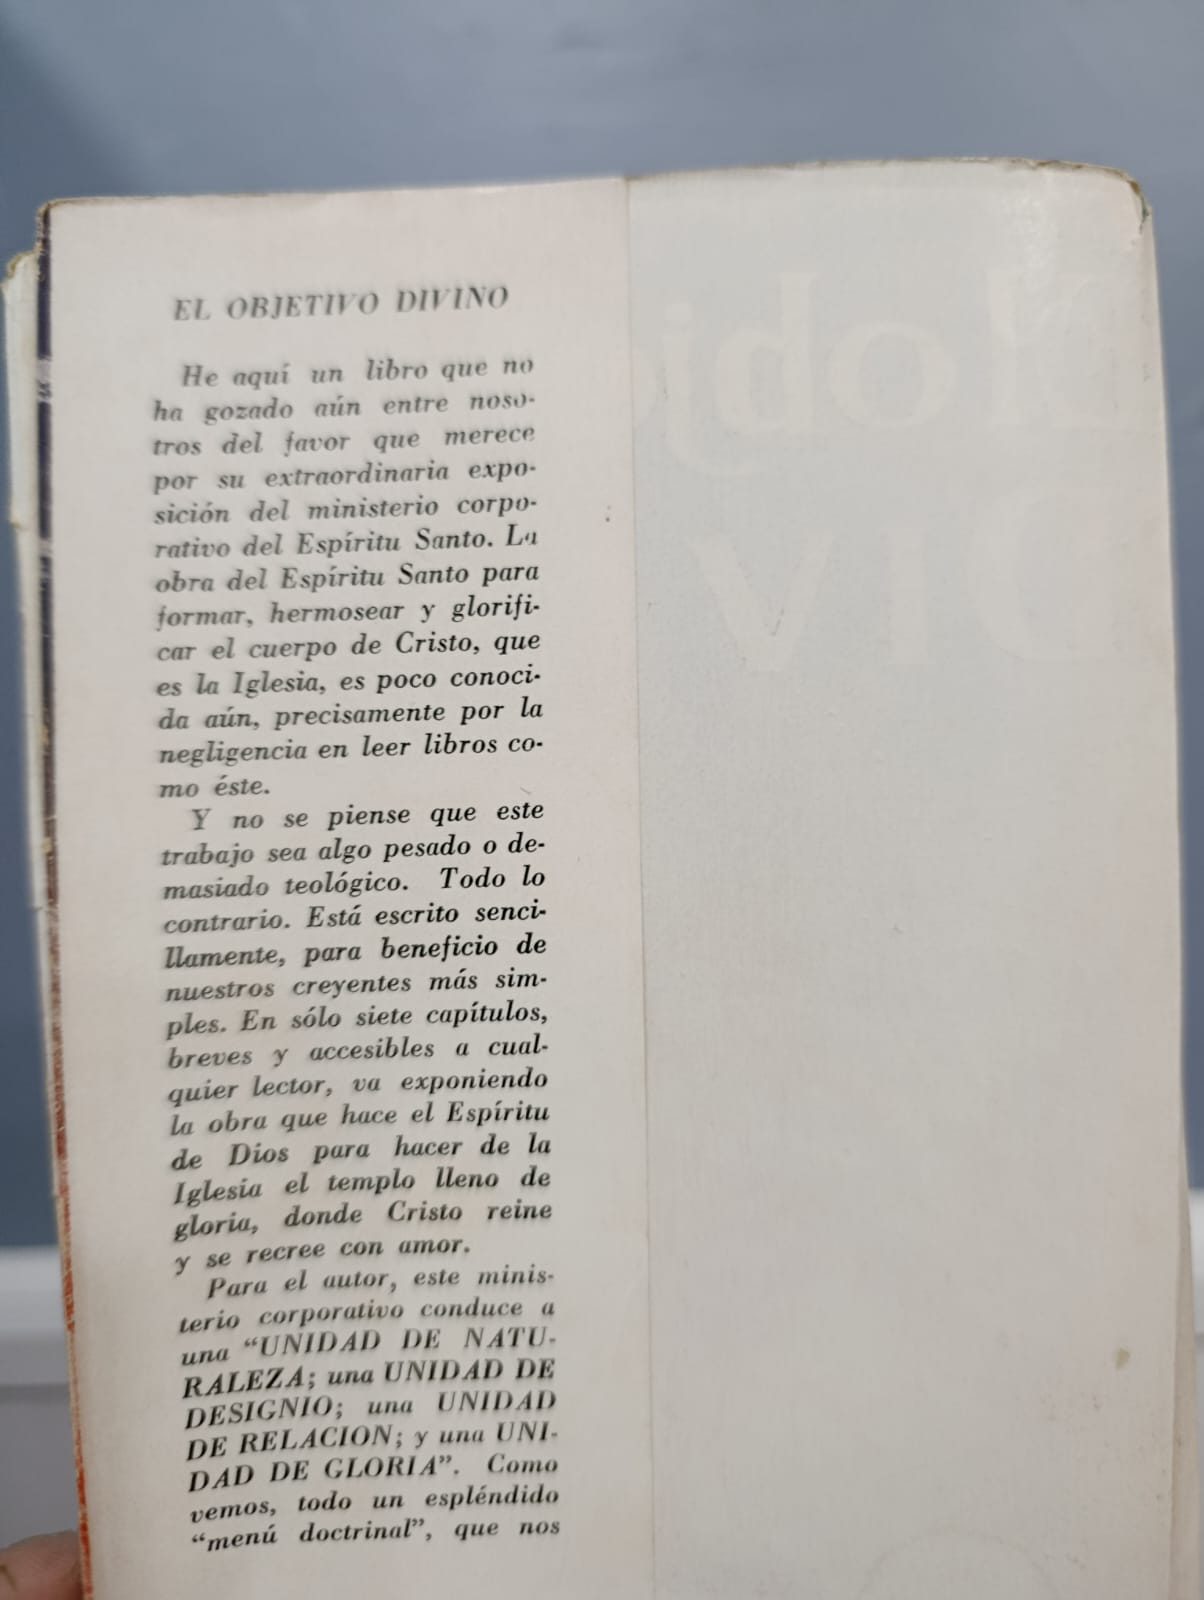 EL OBJETIVO DIVINO
He aquí un libro que no
ha gozado aún entre noso-
tros del favor que merece
por su extraordinaria expo-
sición del ministerio corpo-
rativo del Espíritu Santo. La
obra del Espíritu Santo para
formar, hermosear y glorifi-
car el cuerpo de Cristo, que
es la Iglesia, es poco conoci-
da aún, precisamente por la
negligencia en leer libros co-
mo éste.
Y no se piense que este
trabajo sea algo pesado o de-
masiado teológico. Todo lo
contrario. Está escrito senci-
llamente, para beneficio de
nuestros creyentes más sim-
ples. En sólo siete capítulos,
breves y accesibles a cual-
quier lector, va exponiendo
la obra que hace el Espíritu
de Dios para hacer de la
Iglesia el templo lleno de
gloria, donde Cristo reine
y se recree con amor.
Para el autor, este minis-
terio corporativo conduce a
una “UNIDAD DE NATU-
RALEZA; una UNIDAD DE
DESIGNIO; una UNIDAD
DE RELACION; y una UNI-
DAD DE GLORIA”. Como
vemos, todo un espléndido
“menú doctrinal”, que nos